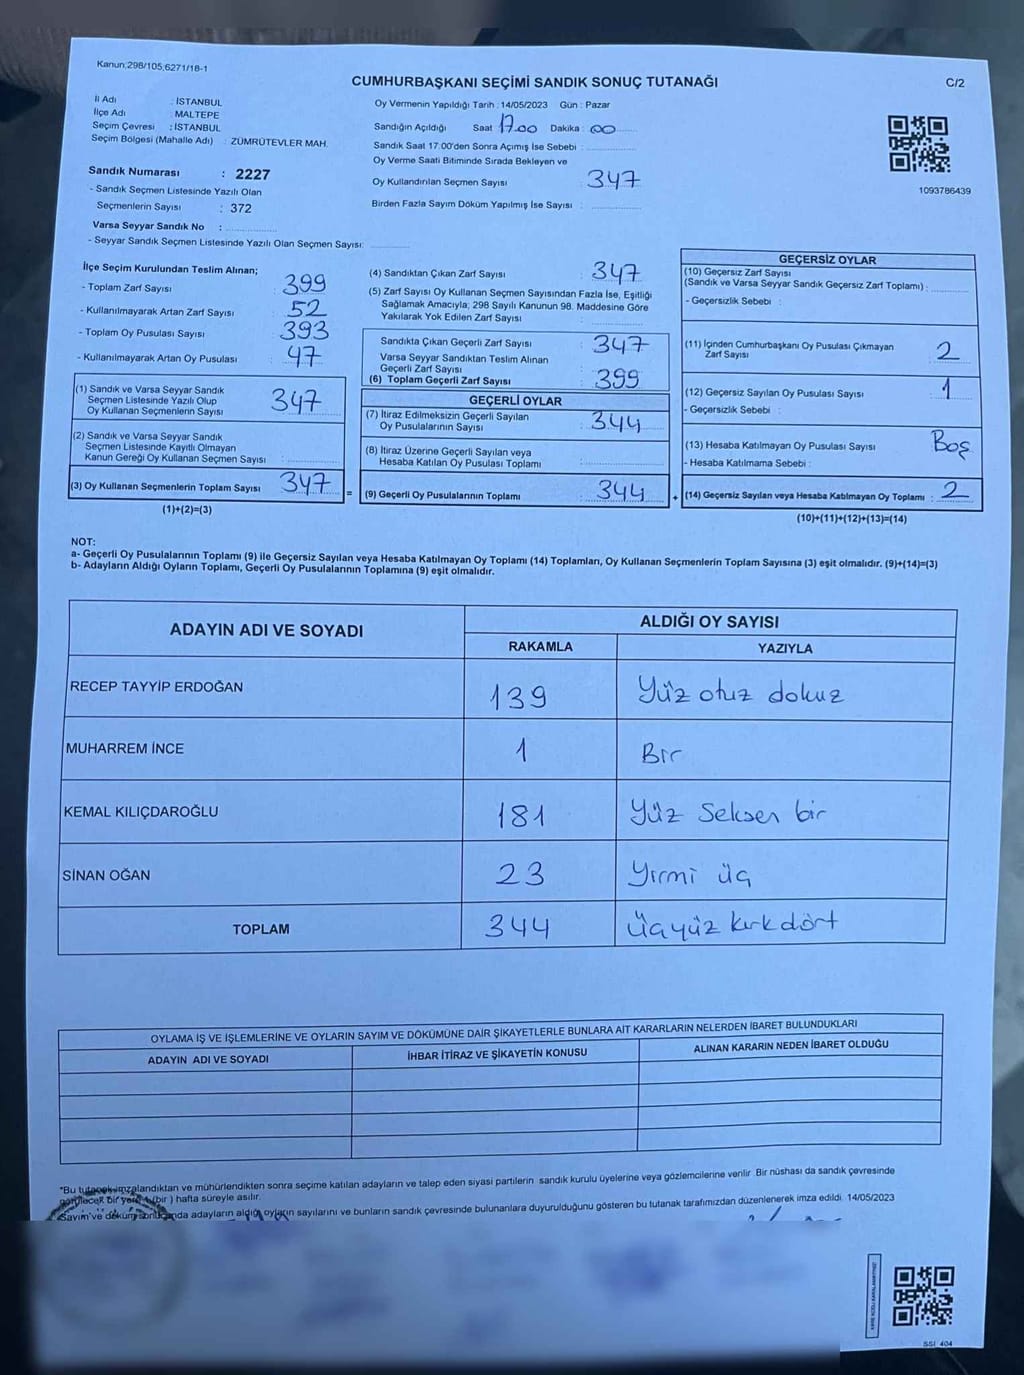 Kanun;298/105,6271/18-1
CUMHURBAŞKANI SEÇİMİ SANDIK SONUÇ TUTANAĞI
C/2
İl Adı : İSTANBUL
İlçe Adı : MALTEPE
Seçim Çevresi : İSTANBUL
Seçim Bölgesi (Mahalle Adı) : ZÜMRÜTEVLER MAH.
Sandık Numarası : 2227
- Sandık Seçmen Listesinde Yazılı Olan
Seçmenlerin Sayısı : 372
Varsa Seyyar Sandık No :
- Seyyar Sandık Seçmen Listesinde Yazılı Olan Seçmen Sayısı:
Oy Vermenin Yapıldığı Tarih : 14/05/2023 Gün : Pazar
Sandığın Açıldığı Saat 17.00 Dakika : 00
Sandık Saat 17.00'den Sonra Açımış İse Sebebi :
Oy Verme Saati Bitiminde Sırada Bekleyen ve
Oy Kullandırılan Seçmen Sayısı : 347
Birden Fazla Sayım Döküm Yapılmış İse Sayısı :
1093786439
İlçe Seçim Kurulundan Teslim Alınan;
- Toplam Zarf Sayısı : 399
- Kullanılmayarak Artan Zarf Sayısı : 52
- Toplam Oy Pusulası Sayısı : 393
- Kullanılmayarak Artan Oy Pusulası : 47
(1) Sandık ve Varsa Seyyar Sandık
Seçmen Listesinde Yazılı Olup
Oy Kullanan Seçmenlerin Sayısı : 347
(2) Sandık ve Varsa Seyyar Sandık
Seçmen Listesinde Kayıtlı Olmayan
Kanun Gereği Oy Kullanan Seçmen Sayısı :
(3) Oy Kullanan Seçmenlerin Toplam Sayısı : 347
(1)+(2)=(3)
=
(4) Sandıktan Çıkan Zarf Sayısı : 347
(5) Zarf Sayısı Oy Kullanan Seçmen Sayısından Fazla İse, Eşitliği
Sağlamak Amacıyla; 298 Sayılı Kanunun 98. Maddesine Göre
Yakılarak Yok Edilen Zarf Sayısı :
Sandıkta Çıkan Geçerli Zarf Sayısı : 347
Varsa Seyyar Sandıktan Teslim Alınan
Geçerli Zarf Sayısı :
(6) Toplam Geçerli Zarf Sayısı : 399
GEÇERLİ OYLAR
(7) İtiraz Edilmeksizin Geçerli Sayılan
Oy Pusulalarının Sayısı : 344
(8) İtiraz Üzerine Geçerli Sayılan veya
Hesaba Katılan Oy Pusulası Toplamı :
(9) Geçerli Oy Pusulalarının Toplamı : 344
+
GEÇERSİZ OYLAR
(10) Geçersiz Zarf Sayısı
(Sandık ve Varsa Seyyar Sandık Geçersiz Zarf Toplamı) :
- Geçersizlik Sebebi :
(11) İçinden Cumhurbaşkanı Oy Pusulası Çıkmayan
Zarf Sayısı : 2
(12) Geçersiz Sayılan Oy Pusulası Sayısı : 1
- Geçersizlik Sebebi :
(13) Hesaba Katılmayan Oy Pusulası Sayısı : Boş
- Hesaba Katılmama Sebebi :
(14) Geçersiz Sayılan veya Hesaba Katılmayan Oy Toplamı : 2
(10)+(11)+(12)+(13)=(14)
NOT:
a- Geçerli Oy Pusulalarının Toplamı (9) ile Geçersiz Sayılan veya Hesaba Katılmayan Oy Toplamı (14) Toplamları, Oy Kullanan Seçmenlerin Toplam Sayısına (3) eşit olmalıdır. (9)+(14)=(3)
b- Adayların Aldığı Oyların Toplamı, Geçerli Oy Pusulalarının Toplamına (9) eşit olmalıdır.
ADAYIN ADI VE SOYADI
ALDIĞI OY SAYISI
RAKAMLA YAZIYLA
RECEP TAYYİP ERDOĞAN 139 Yüz otuz dokuz
MUHARREM İNCE 1 Bir
KEMAL KILIÇDAROĞLU 181 Yüz Seksen bir
SİNAN OĞAN 23 Yirmi üç
TOPLAM 344 Üçyüz kırk dört
OYLAMA İŞ VE İŞLEMLERİNE VE OYLARIN SAYIM VE DÖKÜMÜNE DAİR ŞİKAYETLERLE BUNLARA AİT KARARLARIN NELERDEN İBARET BULUNDUKLARI
ADAYIN ADI VE SOYADI
İHBAR İTİRAZ VE ŞİKAYETİN KONUSU
ALINAN KARARIN NEDEN İBARET OLDUĞU
*Bu tutanak imzalandıktan ve mühürlendikten sonra seçime katılan adayların ve talep eden siyasi partilerin sandık kurulu üyelerine veya gözlemcilerine verilir .Bir nüshası da sandık çevresinde
görülecek bir yere 1 (bir ) hafta süreyle asılır.
Sayım ve döküm sonucunda adayların aldığı oyların sayılarını ve bunların sandık çevresinde bulunanlara duyurulduğunu gösteren bu tutanak tarafımızdan düzenlenerek imza edildi. 14/05/2023
SSİ 404